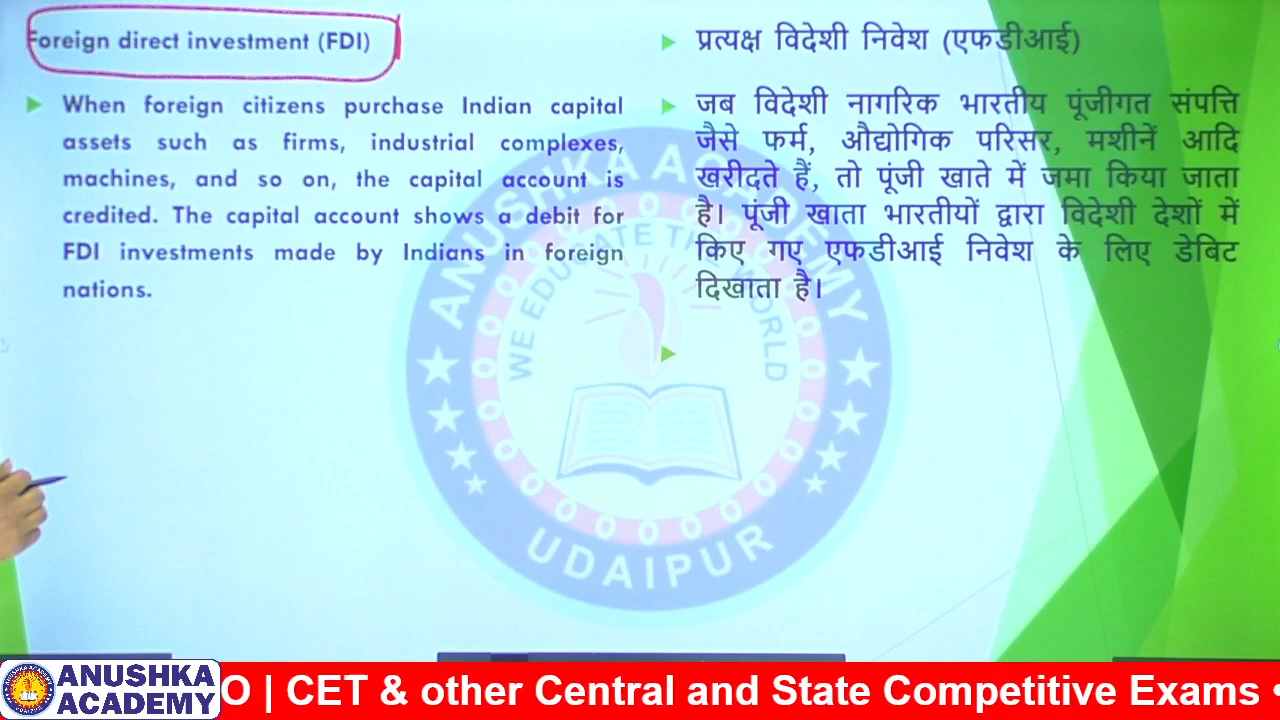 Foreign direct investment (FDI)
When foreign citizens purchase Indian capital
assets such as firms, industrial complexes,
machines, and so on, the capital account is
credited. The capital account shows a debit for
FDI investments made by Indians in foreign
nations.
प्रत्यक्ष विदेशी निवेश (एफडीआई)
जब विदेशी नागरिक भारतीय पूंजीगत संपत्ति
जैसे फर्म, औद्योगिक परिसर, मशीनें आदि
खरीदते हैं, तो पूंजी खाते में जमा किया जाता
है। पूंजी खाता भारतीयों द्वारा विदेशी देशों में
किए गए एफडीआई निवेश के लिए डेबिट
दिखाता है।
ANUSHKA ACADEMY
WE EDUCATE THE WORLD
UDAIPUR
ANUSHKA
ACADEMY
O | CET & other Central and State Competitive Exams